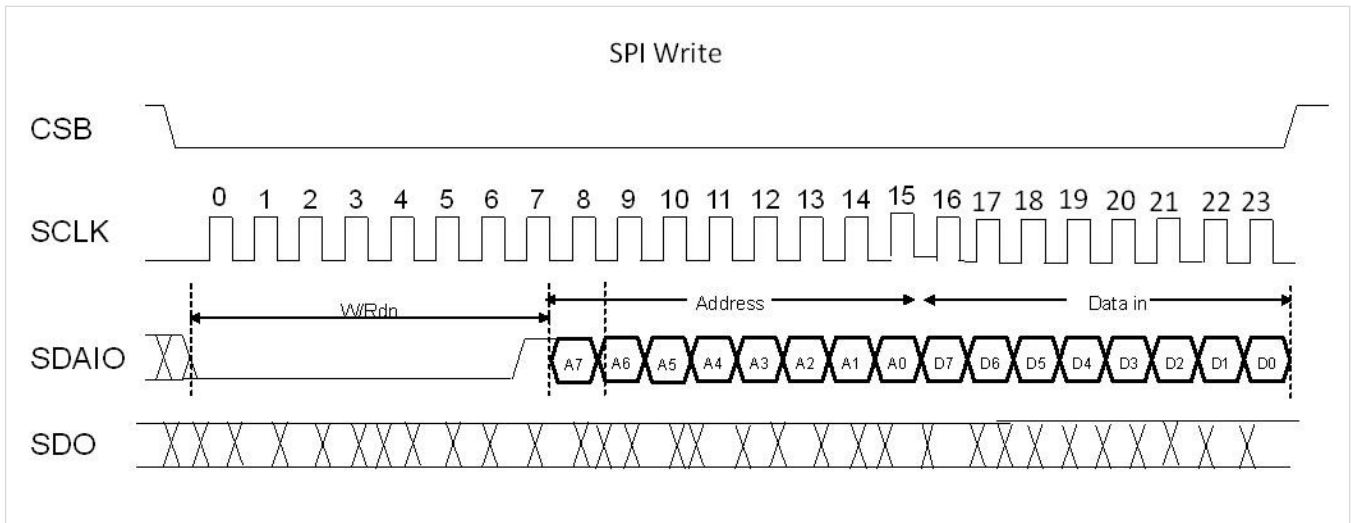 SPI Write
CSB
0 1 2 3 4 5 6 7 8 9 10 11 12 13 14 15 16 17 18 19 20 21 22 23
SCLK
W/Rdn Address Data in
SDAIO A7 A6 A5 A4 A3 A2 A1 A0 D7 D6 D5 D4 D3 D2 D1 D0
SDO